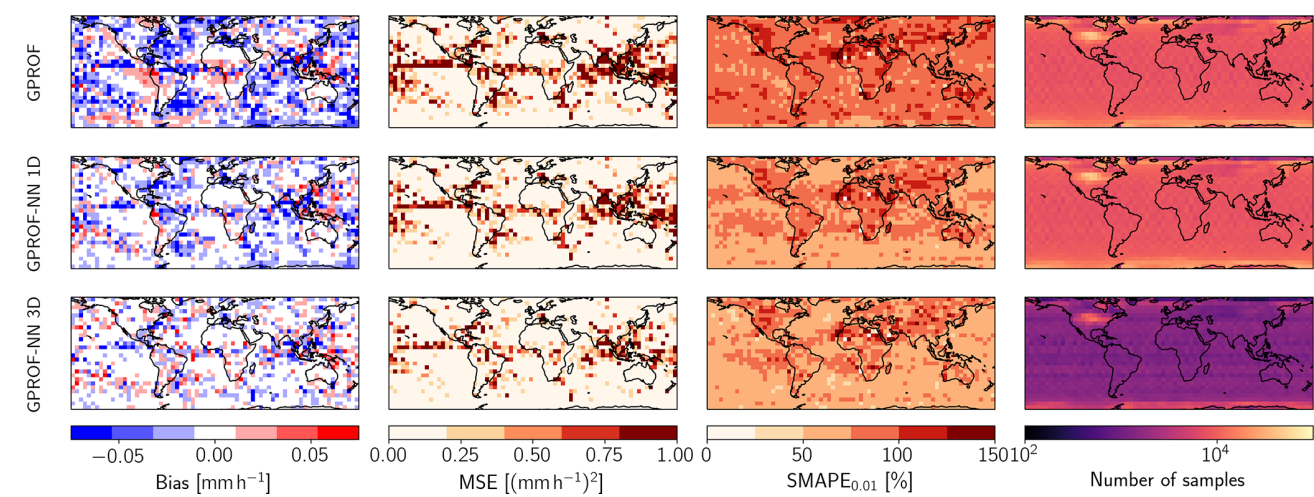 GPROF
GPROF-NN 1D
GPROF-NN 3D
−0.05 0.00 0.05
Bias [mm h⁻¹]
0.00 0.25 0.50 0.75 1.00
MSE [(mm h⁻¹)²]
0 50 100 150
SMAPE₀.₀₁ [%]
10² 10⁴
Number of samples